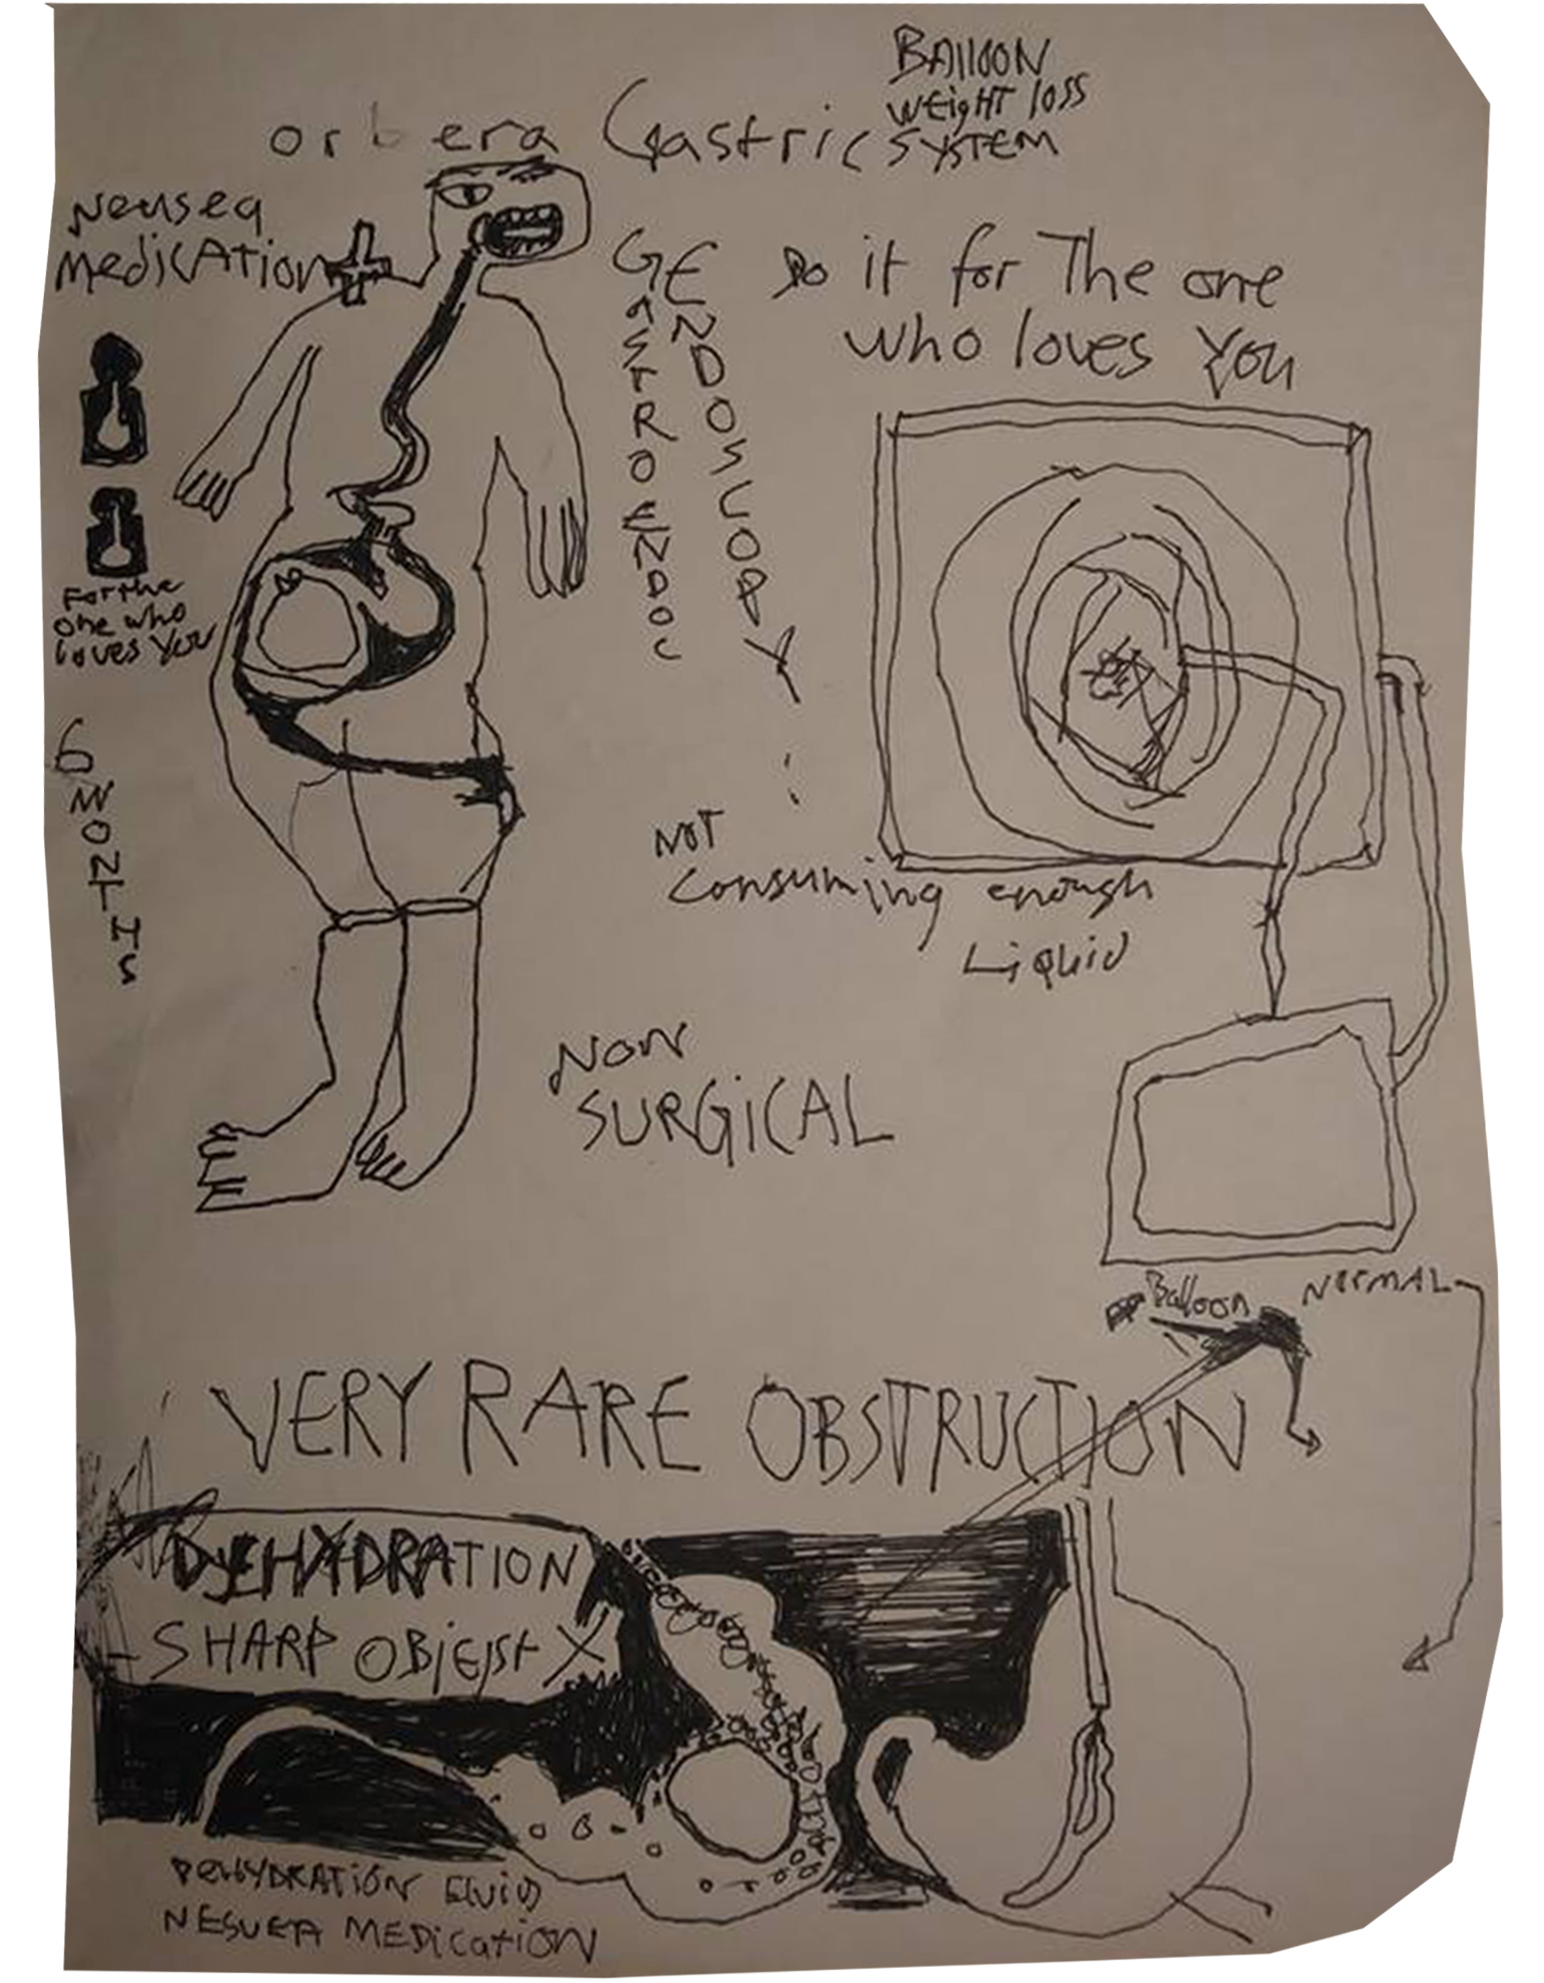 BAllOON
WEigHT lOSS
orbera Gastric SYSTEM
Neusea
MediCATion
GASTROENDOC
ENDOSCOPY
Do it for The one
who loves You
For the
one who
loves You
6 MONTHS
NOT
Consuming enough
Liquid
Non
SURGiCAL
Balloon
NorMAL
VERY RARE OBSTRUCTION
DEHYDRATION
SHARP OBjEjst X
DEHYDRATION FLUID
NESUEA MEDicatiON